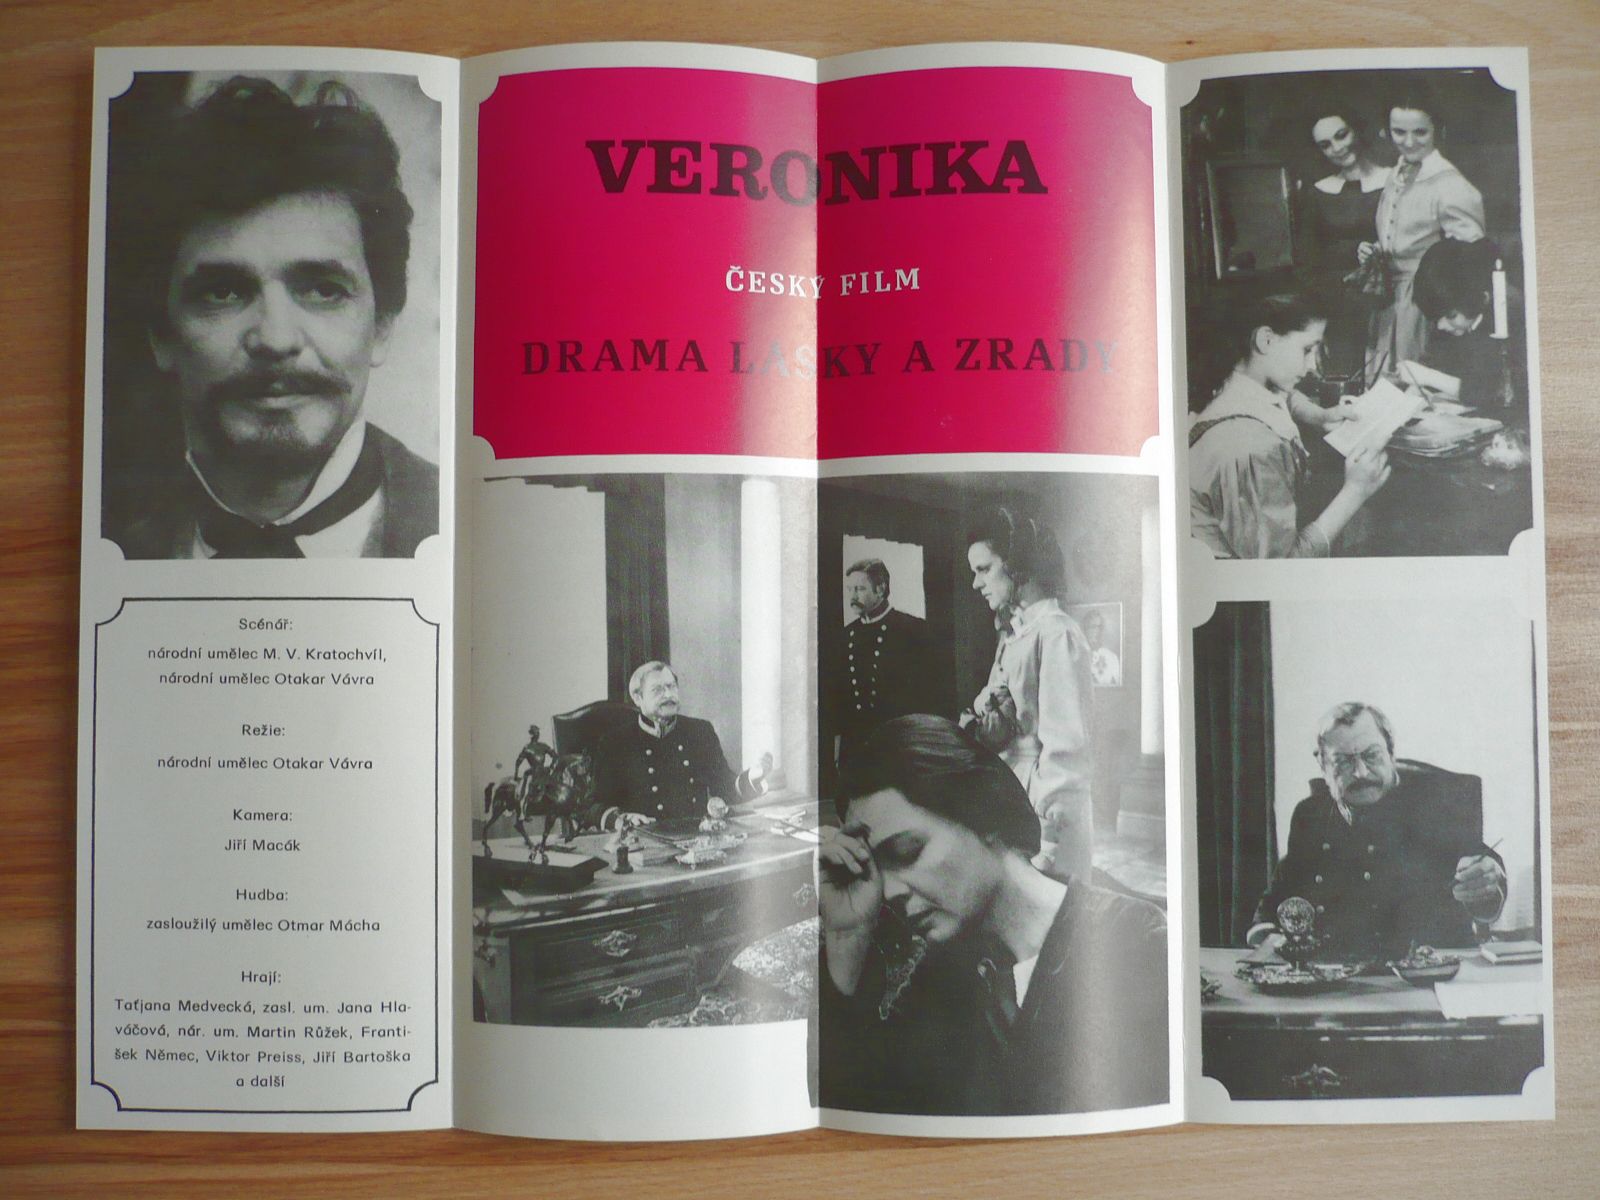 VERONIKA
ČESKÝ FILM
DRAMA LÁSKY A ZRADY
Scénář:
národní umělec M. V. Kratochvíl,
národní umělec Otakar Vávra
Režie:
národní umělec Otakar Vávra
Kamera:
Jiří Macák
Hudba:
zasloužilý umělec Otmar Mácha
Hrají:
Taťjana Medvecká, zasl. um. Jana Hla-
váčová, nár. um. Martin Růžek, Franti-
šek Němec, Viktor Preiss, Jiří Bartoška
a další